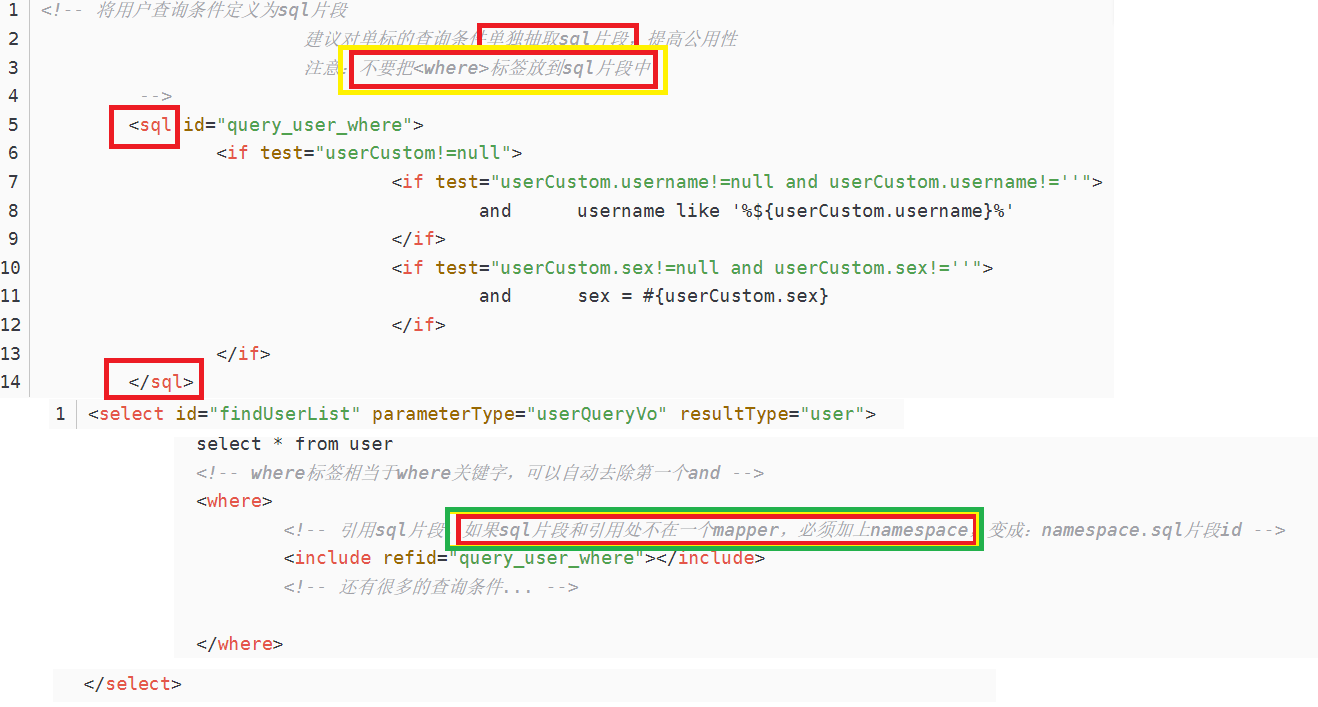 1 <!-- 将用户查询条件定义为sql片段
2 建议对单标的查询条件单独抽取sql片段，提高公用性
3 注意：不要把<where>标签放到sql片段中
4 -->
5 <sql id="query_user_where">
6 <if test="userCustom!=null">
7 <if test="userCustom.username!=null and userCustom.username!=''">
8 and username like '%${userCustom.username}%'
9 </if>
10 <if test="userCustom.sex!=null and userCustom.sex!=''">
11 and sex = #{userCustom.sex}
12 </if>
13 </if>
14 </sql>
1 <select id="findUserList" parameterType="userQueryVo" resultType="user">
select * from user
<!-- where标签相当于where关键字，可以自动去除第一个and -->
<where>
<!-- 引用sql片段，如果sql片段和引用处不在一个mapper，必须加上namespace，变成：namespace.sql片段id -->
<include refid="query_user_where"></include>
<!-- 还有很多的查询条件... -->
</where>
</select>